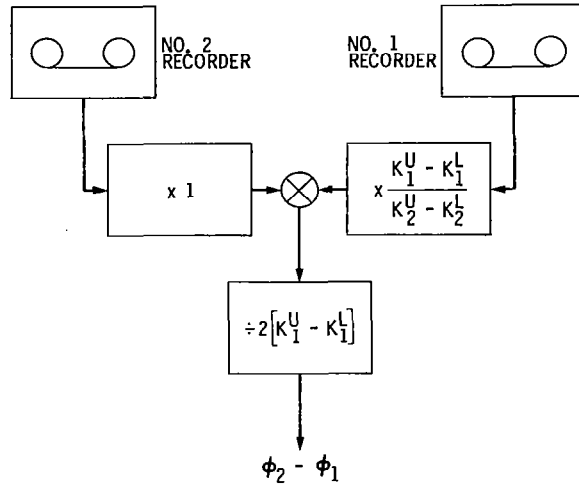 NO. 2
RECORDER
NO. 1
RECORDER
x 1
x (K₁ᵁ - K₁ᴸ) / (K₂ᵁ - K₂ᴸ)
÷2[K₁ᵁ - K₁ᴸ]
ϕ₂ - ϕ₁